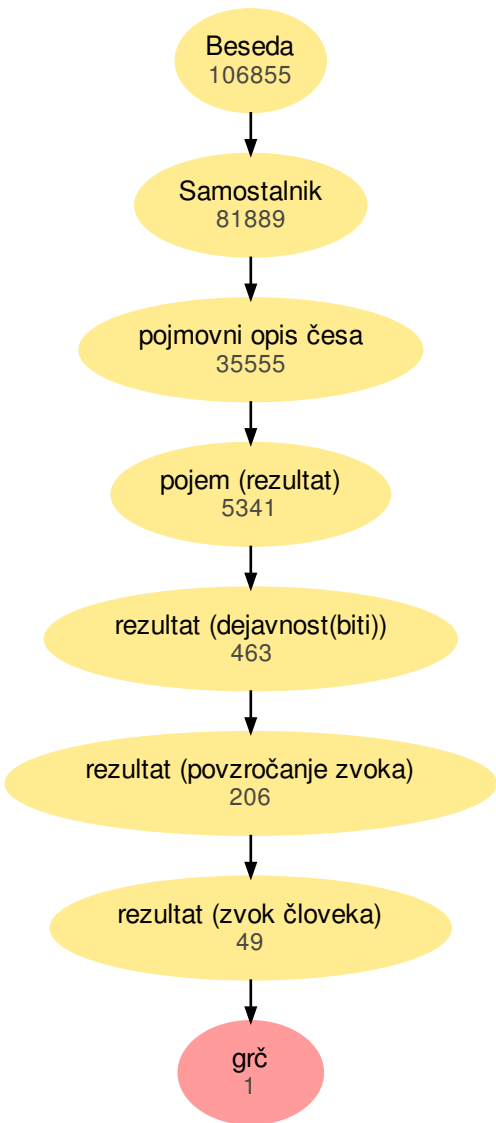 Beseda
106855
Samostalnik
81889
pojmovni opis česa
35555
pojem (rezultat)
5341
rezultat (dejavnost(biti))
463
rezultat (povzročanje zvoka)
206
rezultat (zvok človeka)
49
grč
1